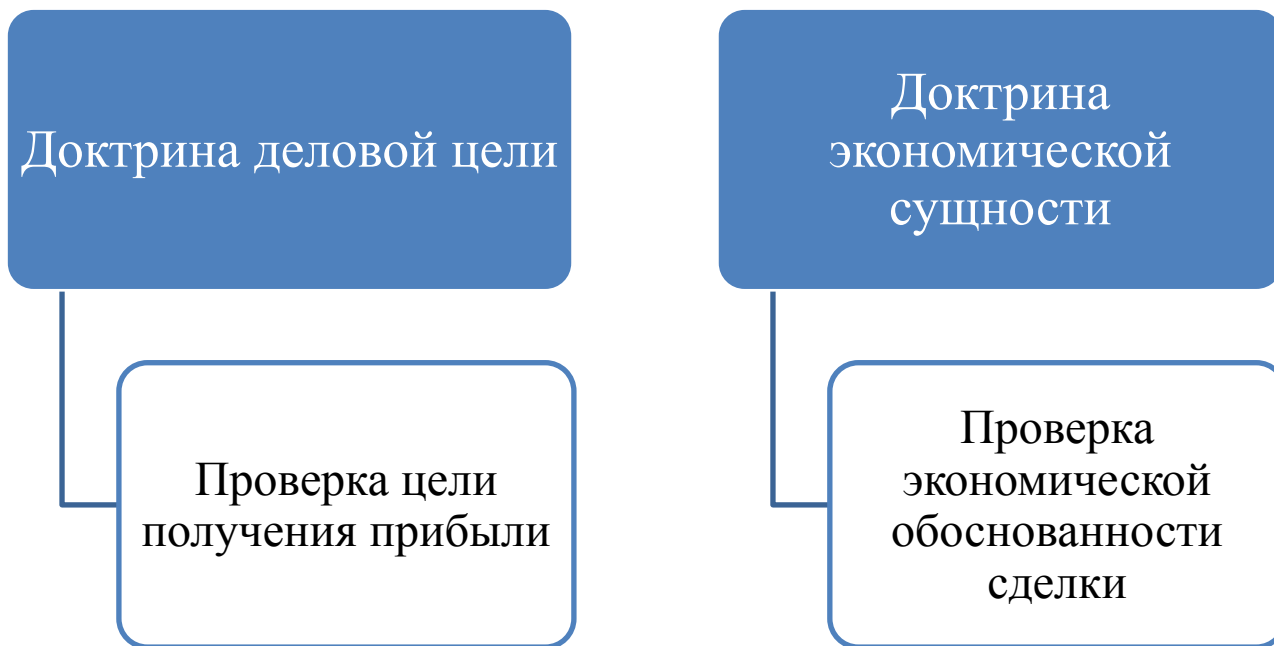 Доктрина деловой цели
Проверка цели
получения прибыли
Доктрина
экономической
сущности
Проверка
экономической
обоснованности
сделки